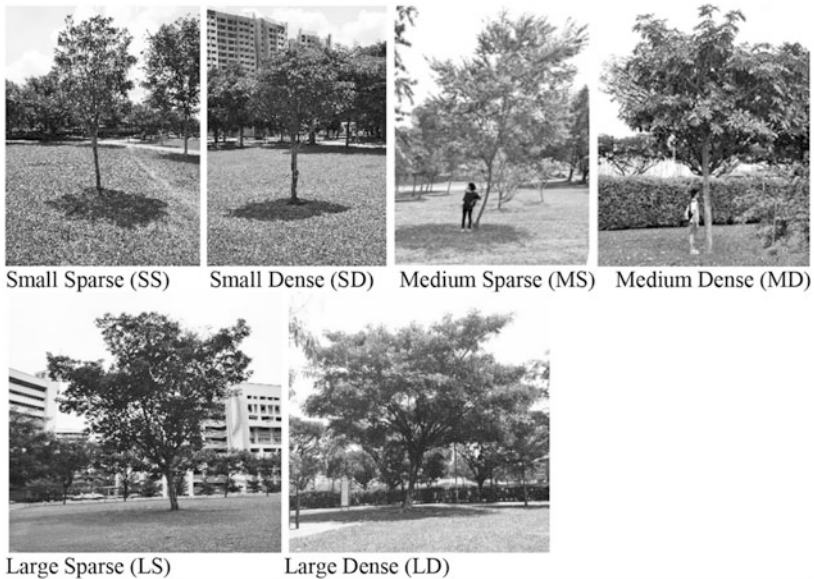 Small Sparse (SS)
Small Dense (SD)
Medium Sparse (MS)
Medium Dense (MD)
Large Sparse (LS)
Large Dense (LD)